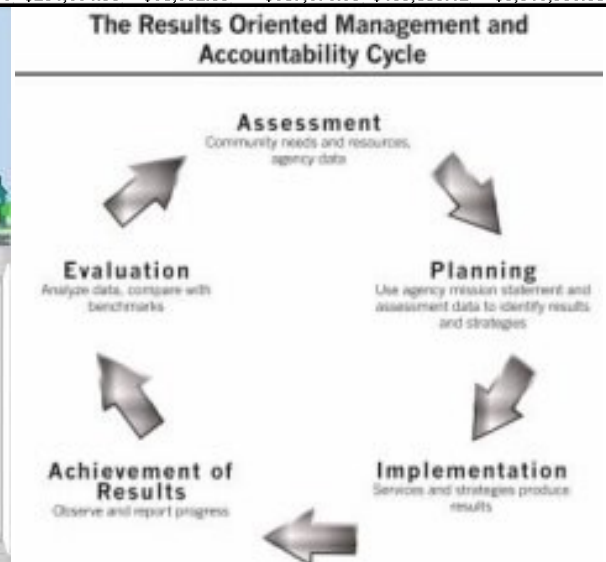 The Results Oriented Management and
Accountability Cycle
Assessment
Community needs and resources,
agency data
Planning
Use agency mission statement and
assessment data to identify results
and strategies
Implementation
Services and strategies produce
results
Achievement of
Results
Observe and report progress
Evaluation
Analyze data, compare with
benchmarks